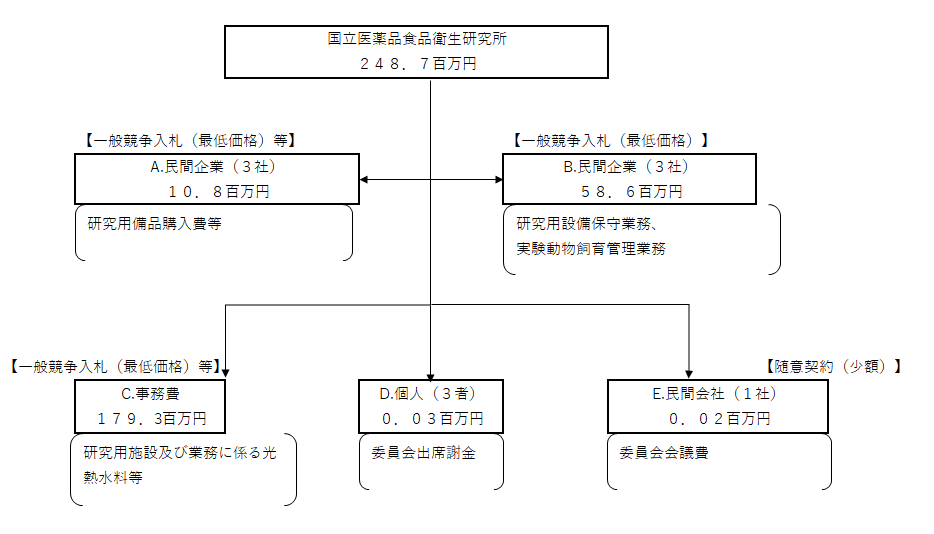 国立医薬品食品衛生研究所
２４８．７百万円
【一般競争入札（最低価格）等】
【一般競争入札（最低価格）】
A.民間企業（３社）
１０．８百万円
B.民間企業（３社）
５８．６百万円
研究用備品購入費等
研究用設備保守業務、
実験動物飼育管理業務
【一般競争入札（最低価格）等】
【随意契約（少額）】
C.事務費
１７９．３百万円
D.個人（３者）
０．０３百万円
E.民間会社（１社）
０．０２百万円
研究用施設及び業務に係る光
熱水料等
委員会出席謝金
委員会会議費